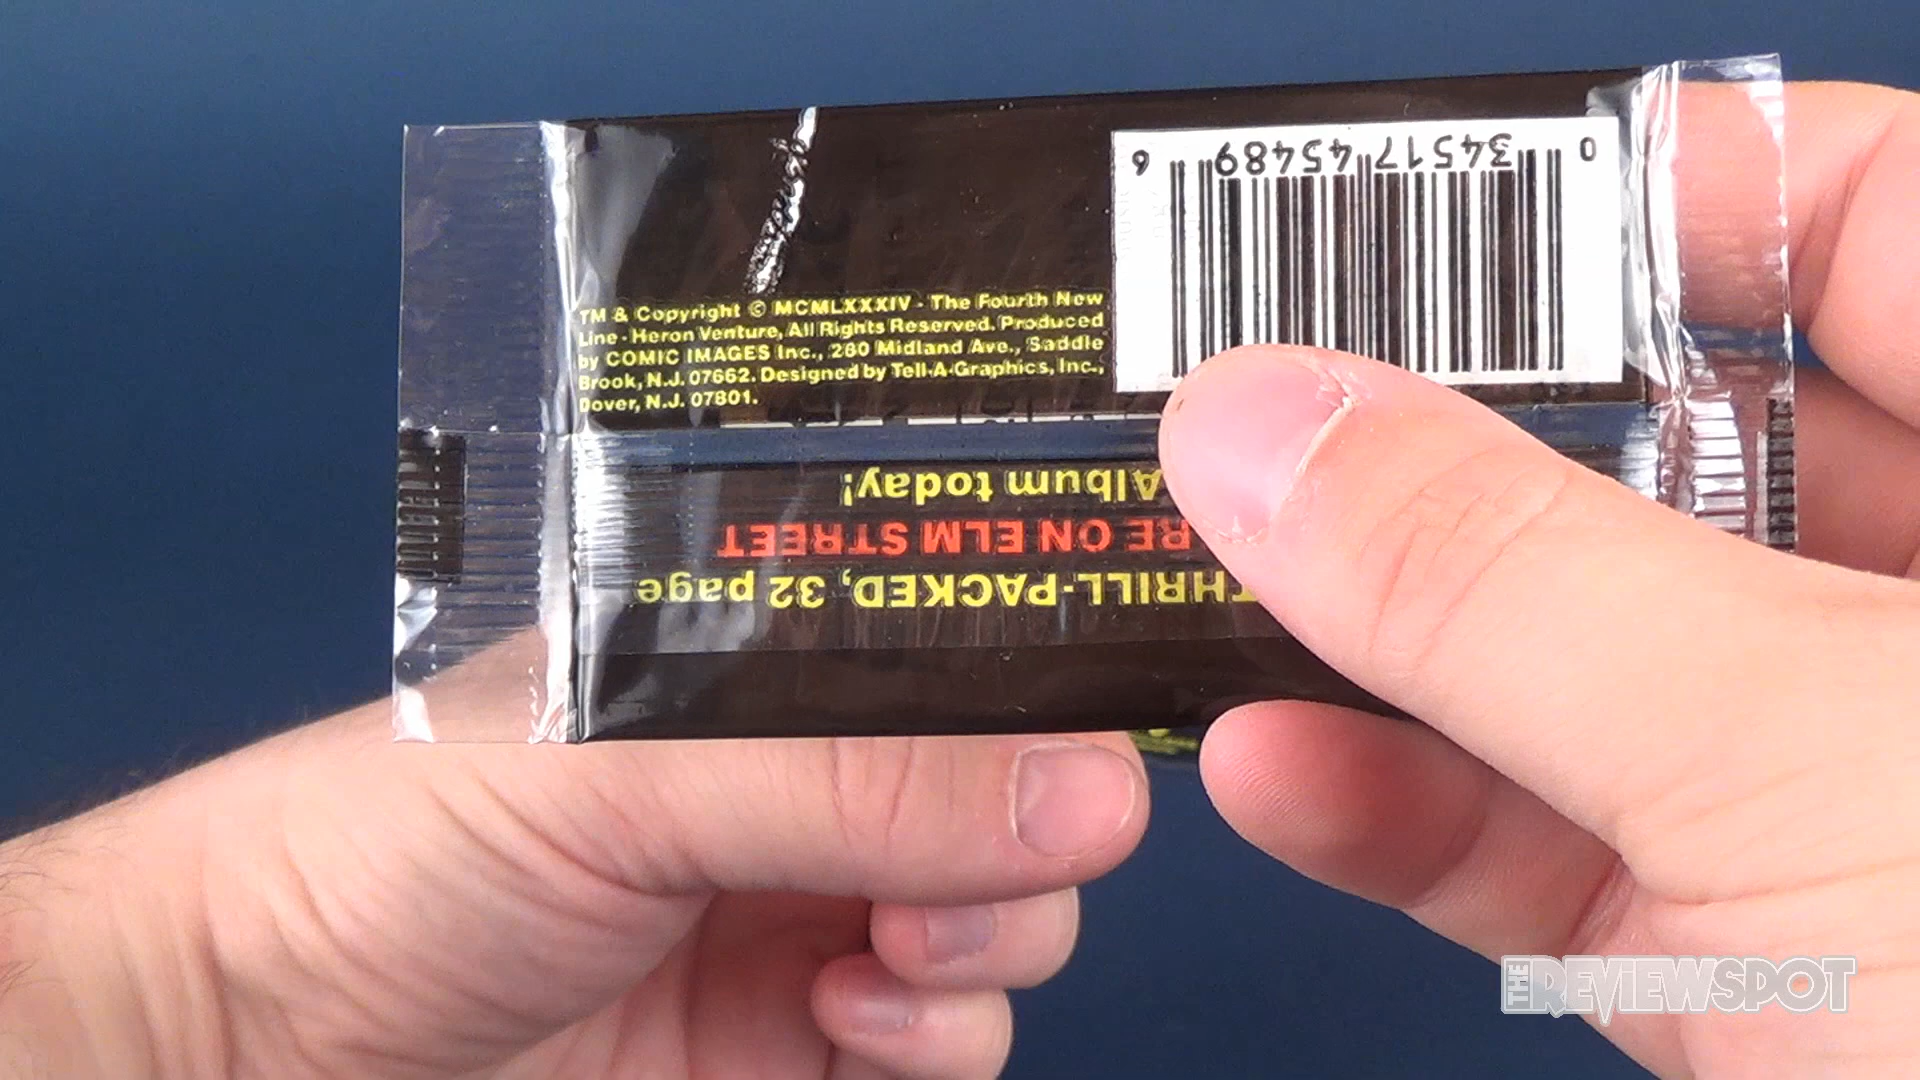 0 34517 45489 6
TM & Copyright © MCMLXXXIV - The Fourth New
Line - Heron Venture, All Rights Reserved. Produced
by COMIC IMAGES Inc., 280 Midland Ave., Saddle
Brook, N.J. 07662. Designed by Tell-A-Graphics, Inc.,
Dover, N.J. 07801.
THRILL-PACKED, 32 page
RE ON ELM STREET
Album today!
THE REVIEWSPOT